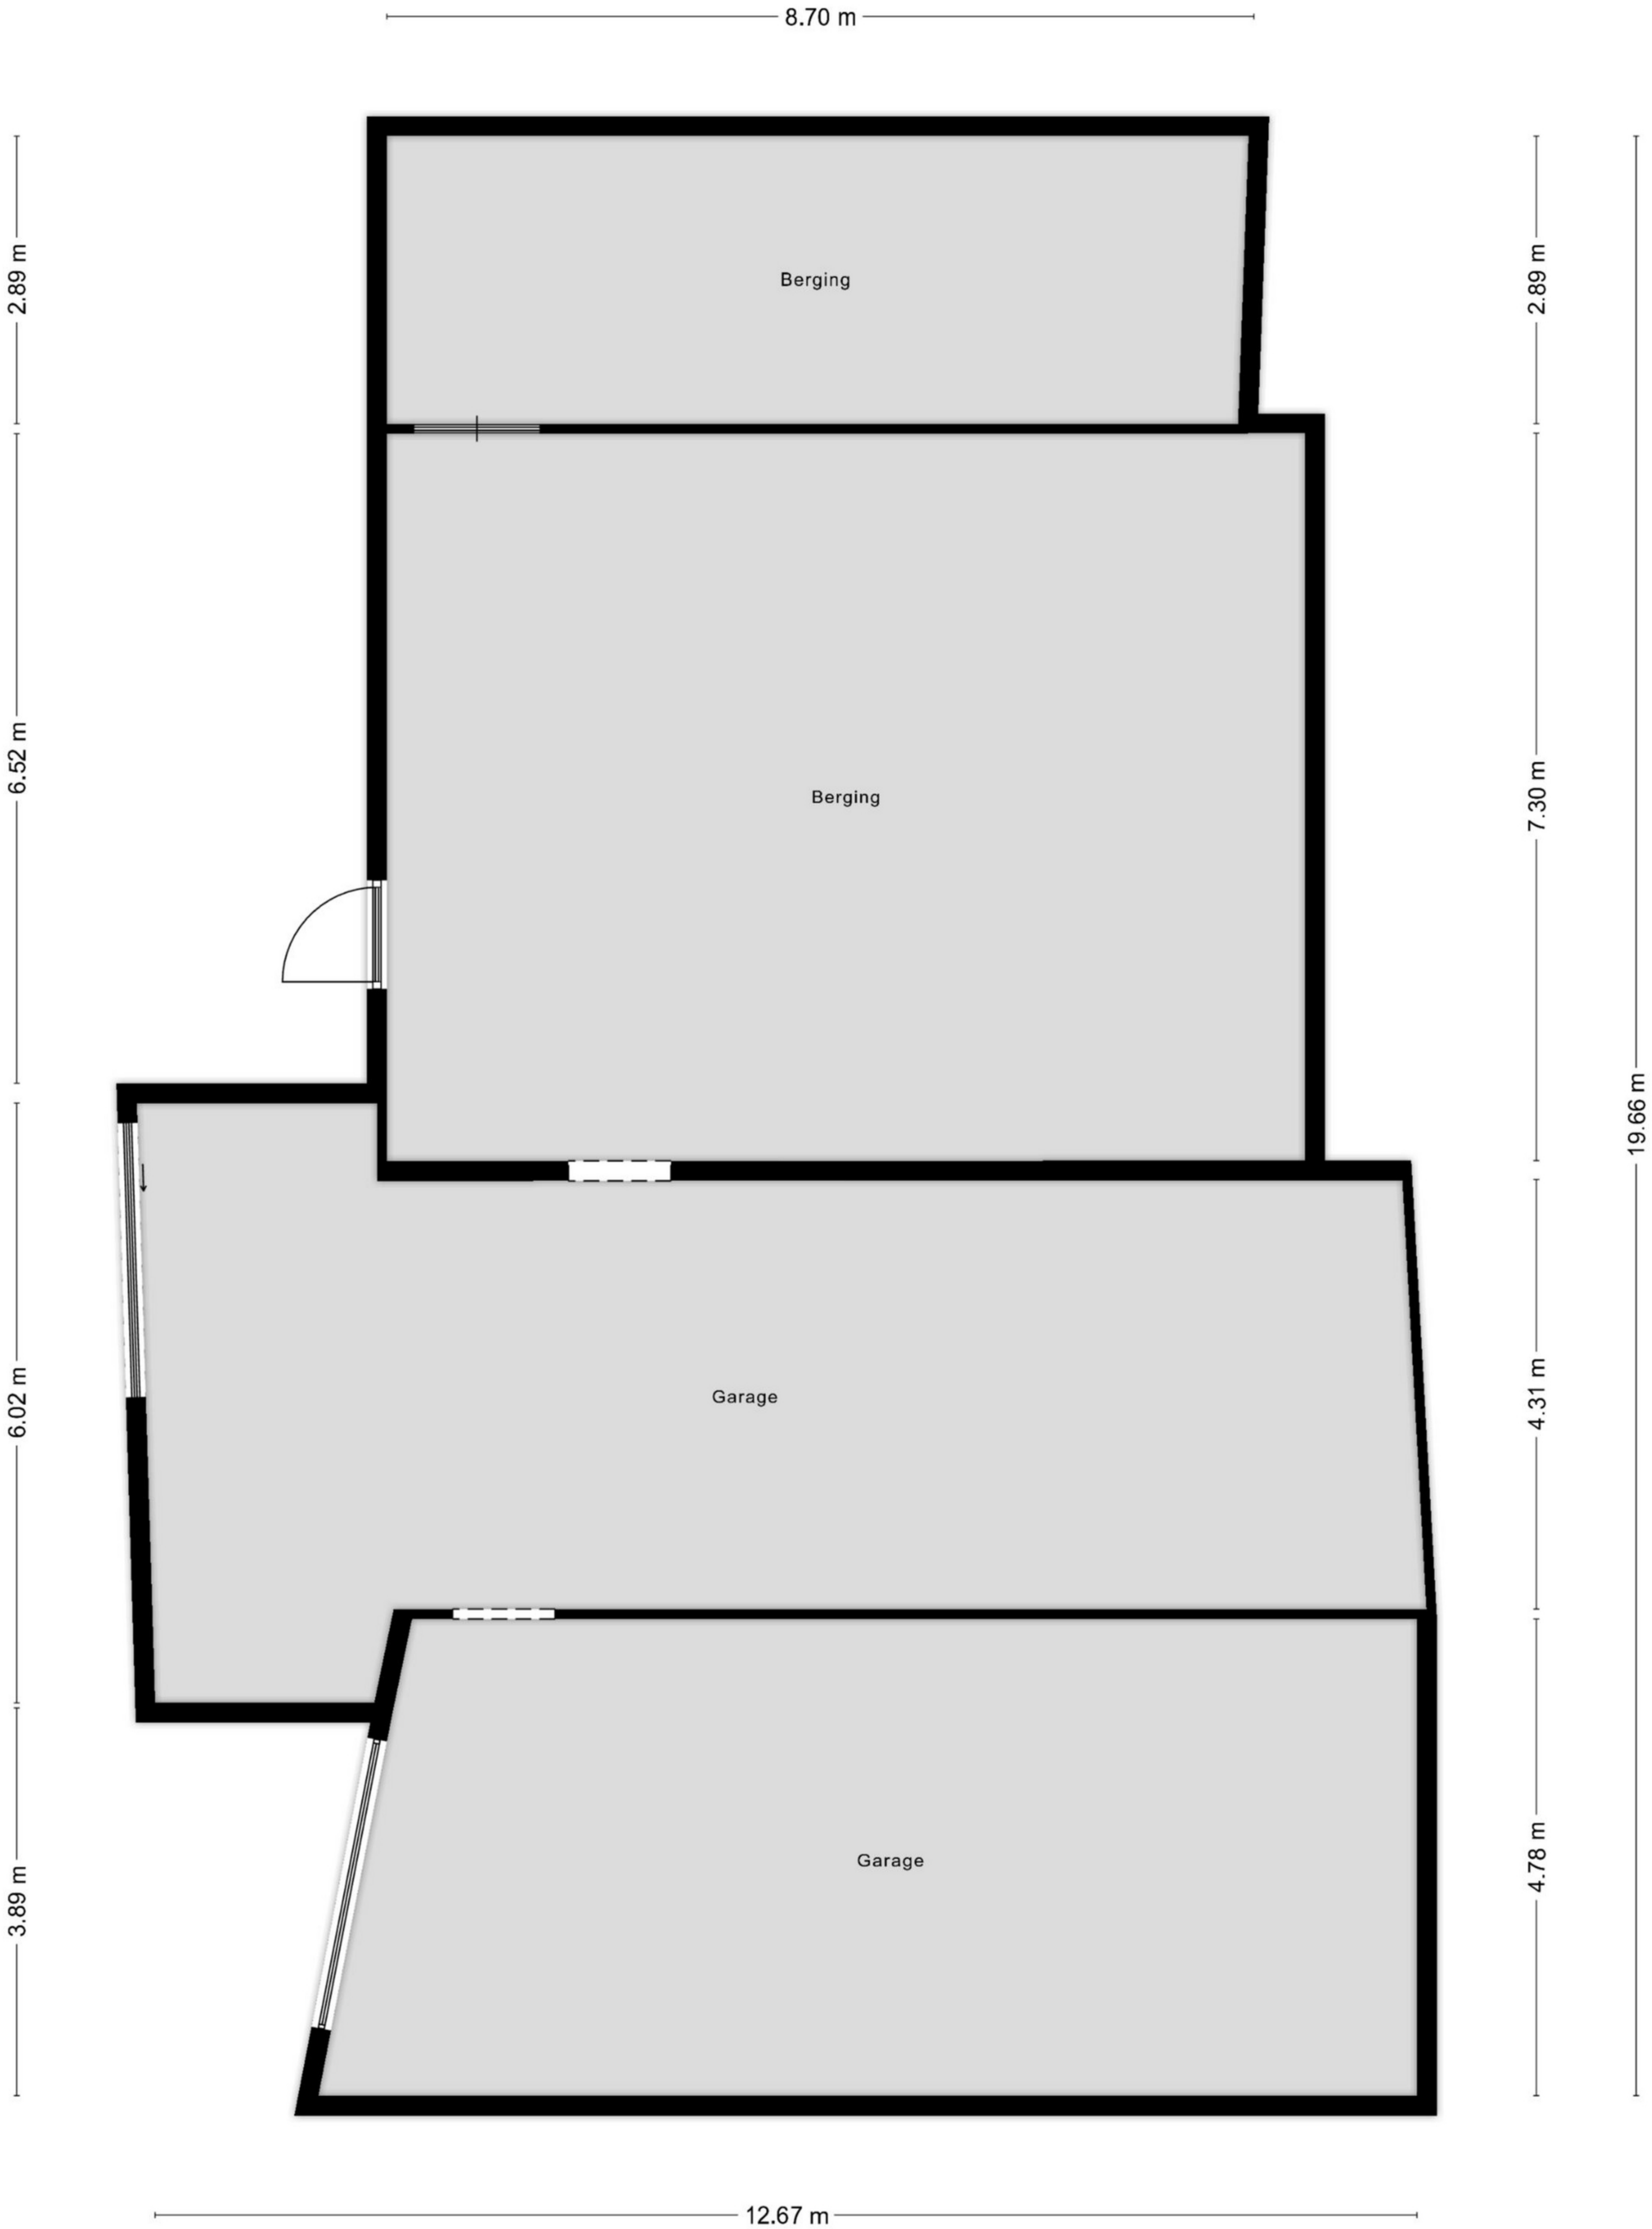 8.70 m
2.89 m
2.89 m
Berging
6.52 m
7.30 m
Berging
19.66 m
6.02 m
4.31 m
Garage
3.89 m
4.78 m
Garage
12.67 m